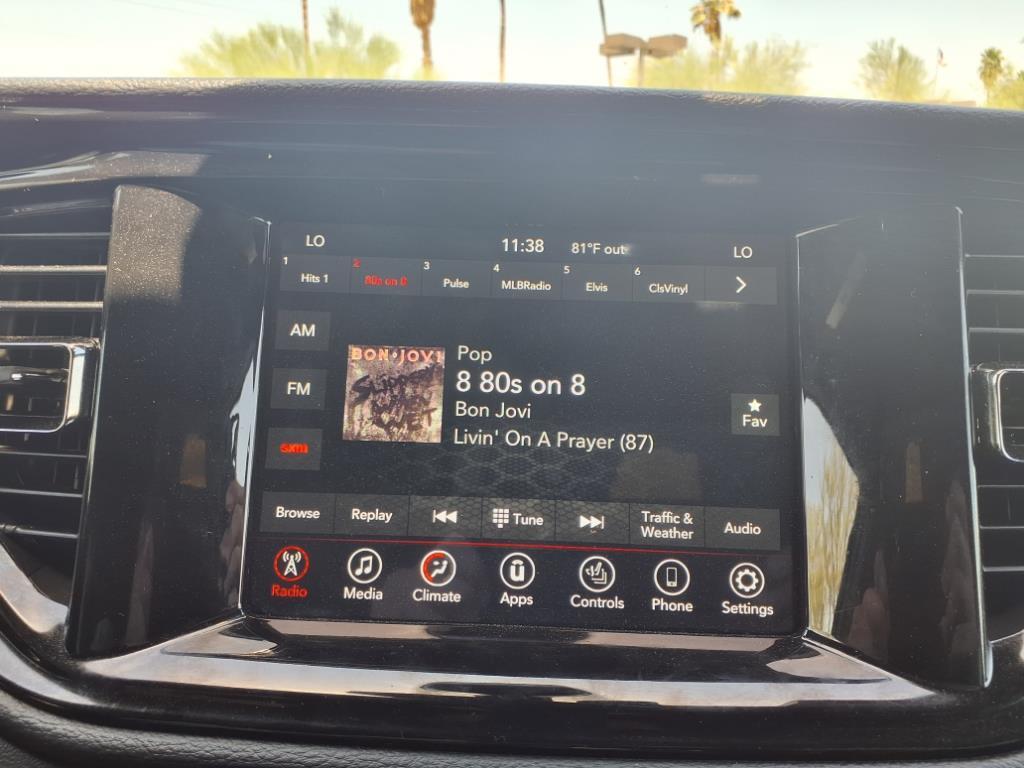 LO 11:38 81°F out LO
1 Hits 1 2 80s on 8 3 Pulse 4 MLBRadio 5 Elvis 6 ClsVinyl
AM
FM
sxm
BON JOVI
Slippery
Wet
Pop
8 80s on 8
Bon Jovi
Livin' On A Prayer (87)
Fav
Browse Replay Tune Traffic & Weather Audio
Radio Media Climate Apps Controls Phone Settings